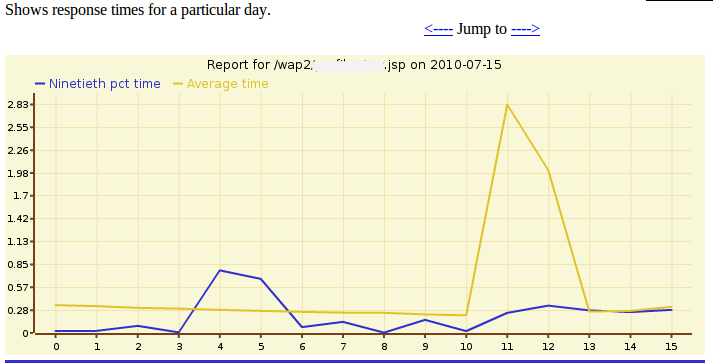 Shows response times for a particular day.
<---- Jump to ---->
Report for /wap2/ .jsp on 2010-07-15
Ninetieth pct time Average time
2.83
2.55
2.26
1.98
1.7
1.42
1.13
0.85
0.57
0.28
0
0 1 2 3 4 5 6 7 8 9 10 11 12 13 14 15